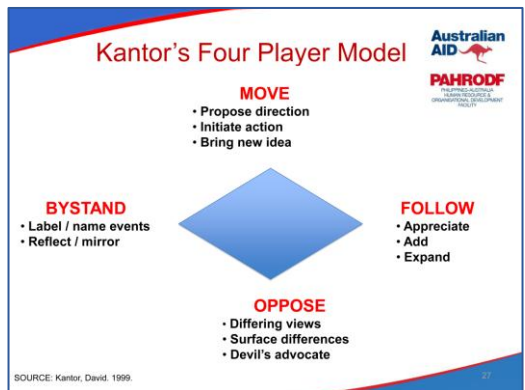 Kantor's Four Player Model
Australian
AID
PAHRODF
PHILIPPINES-AUSTRALIA
HUMAN RESOURCE &
ORGANISATIONAL DEVELOPMENT
FACILITY
MOVE
• Propose direction
• Initiate action
• Bring new idea
BYSTAND
• Label / name events
• Reflect / mirror
FOLLOW
• Appreciate
• Add
• Expand
OPPOSE
• Differing views
• Surface differences
• Devil's advocate
SOURCE: Kantor, David. 1999.
27